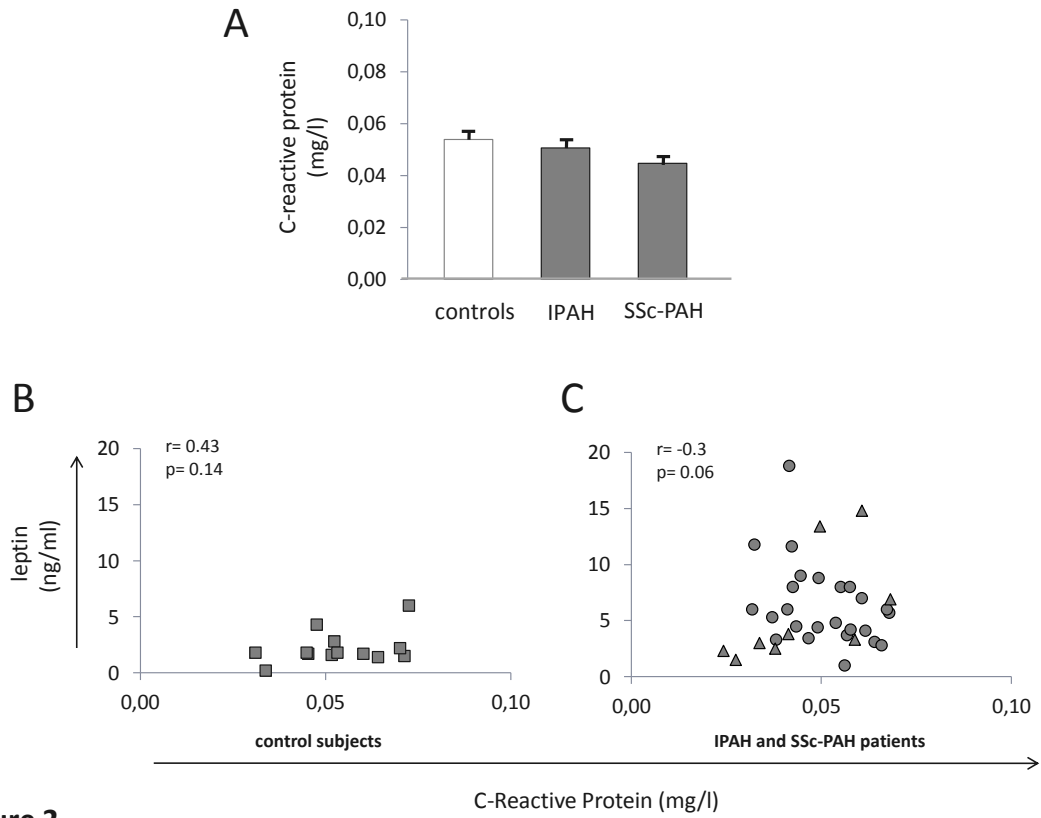 A
C-reactive protein
(mg/l)
0,10
0,08
0,06
0,04
0,02
0,00
controls IPAH SSc-PAH
B
r= 0.43
p= 0.14
leptin
(ng/ml)
20
15
10
5
0
0,00 0,05 0,10
control subjects
C
r= -0.3
p= 0.06
20
15
10
5
0
0,00 0,05 0,10
IPAH and SSc-PAH patients
C-Reactive Protein (mg/l)